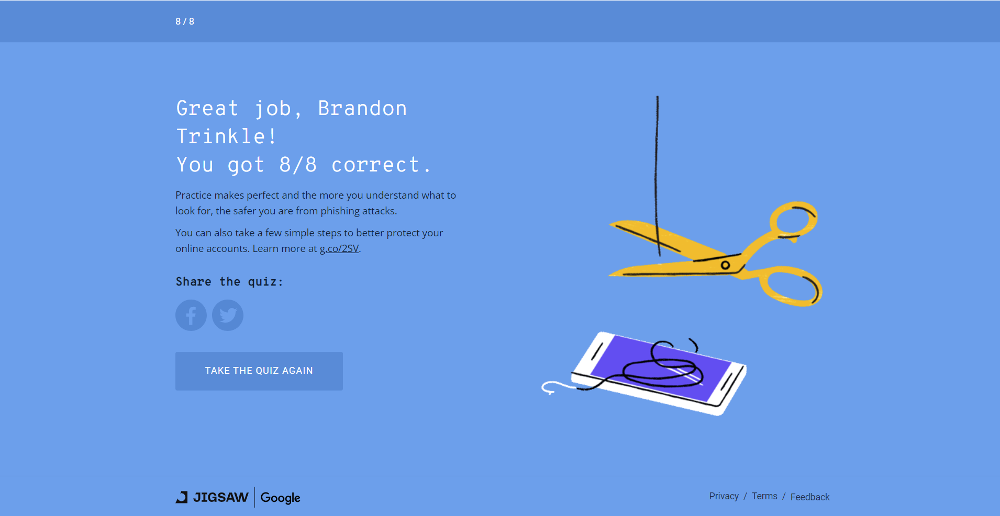 8 / 8
Great job, Brandon
Trinkle!
You got 8/8 correct.
Practice makes perfect and the more you understand what to
look for, the safer you are from phishing attacks.
You can also take a few simple steps to better protect your
online accounts. Learn more at g.co/2SV.
Share the quiz:
TAKE THE QUIZ AGAIN
JIGSAW | Google
Privacy / Terms / Feedback